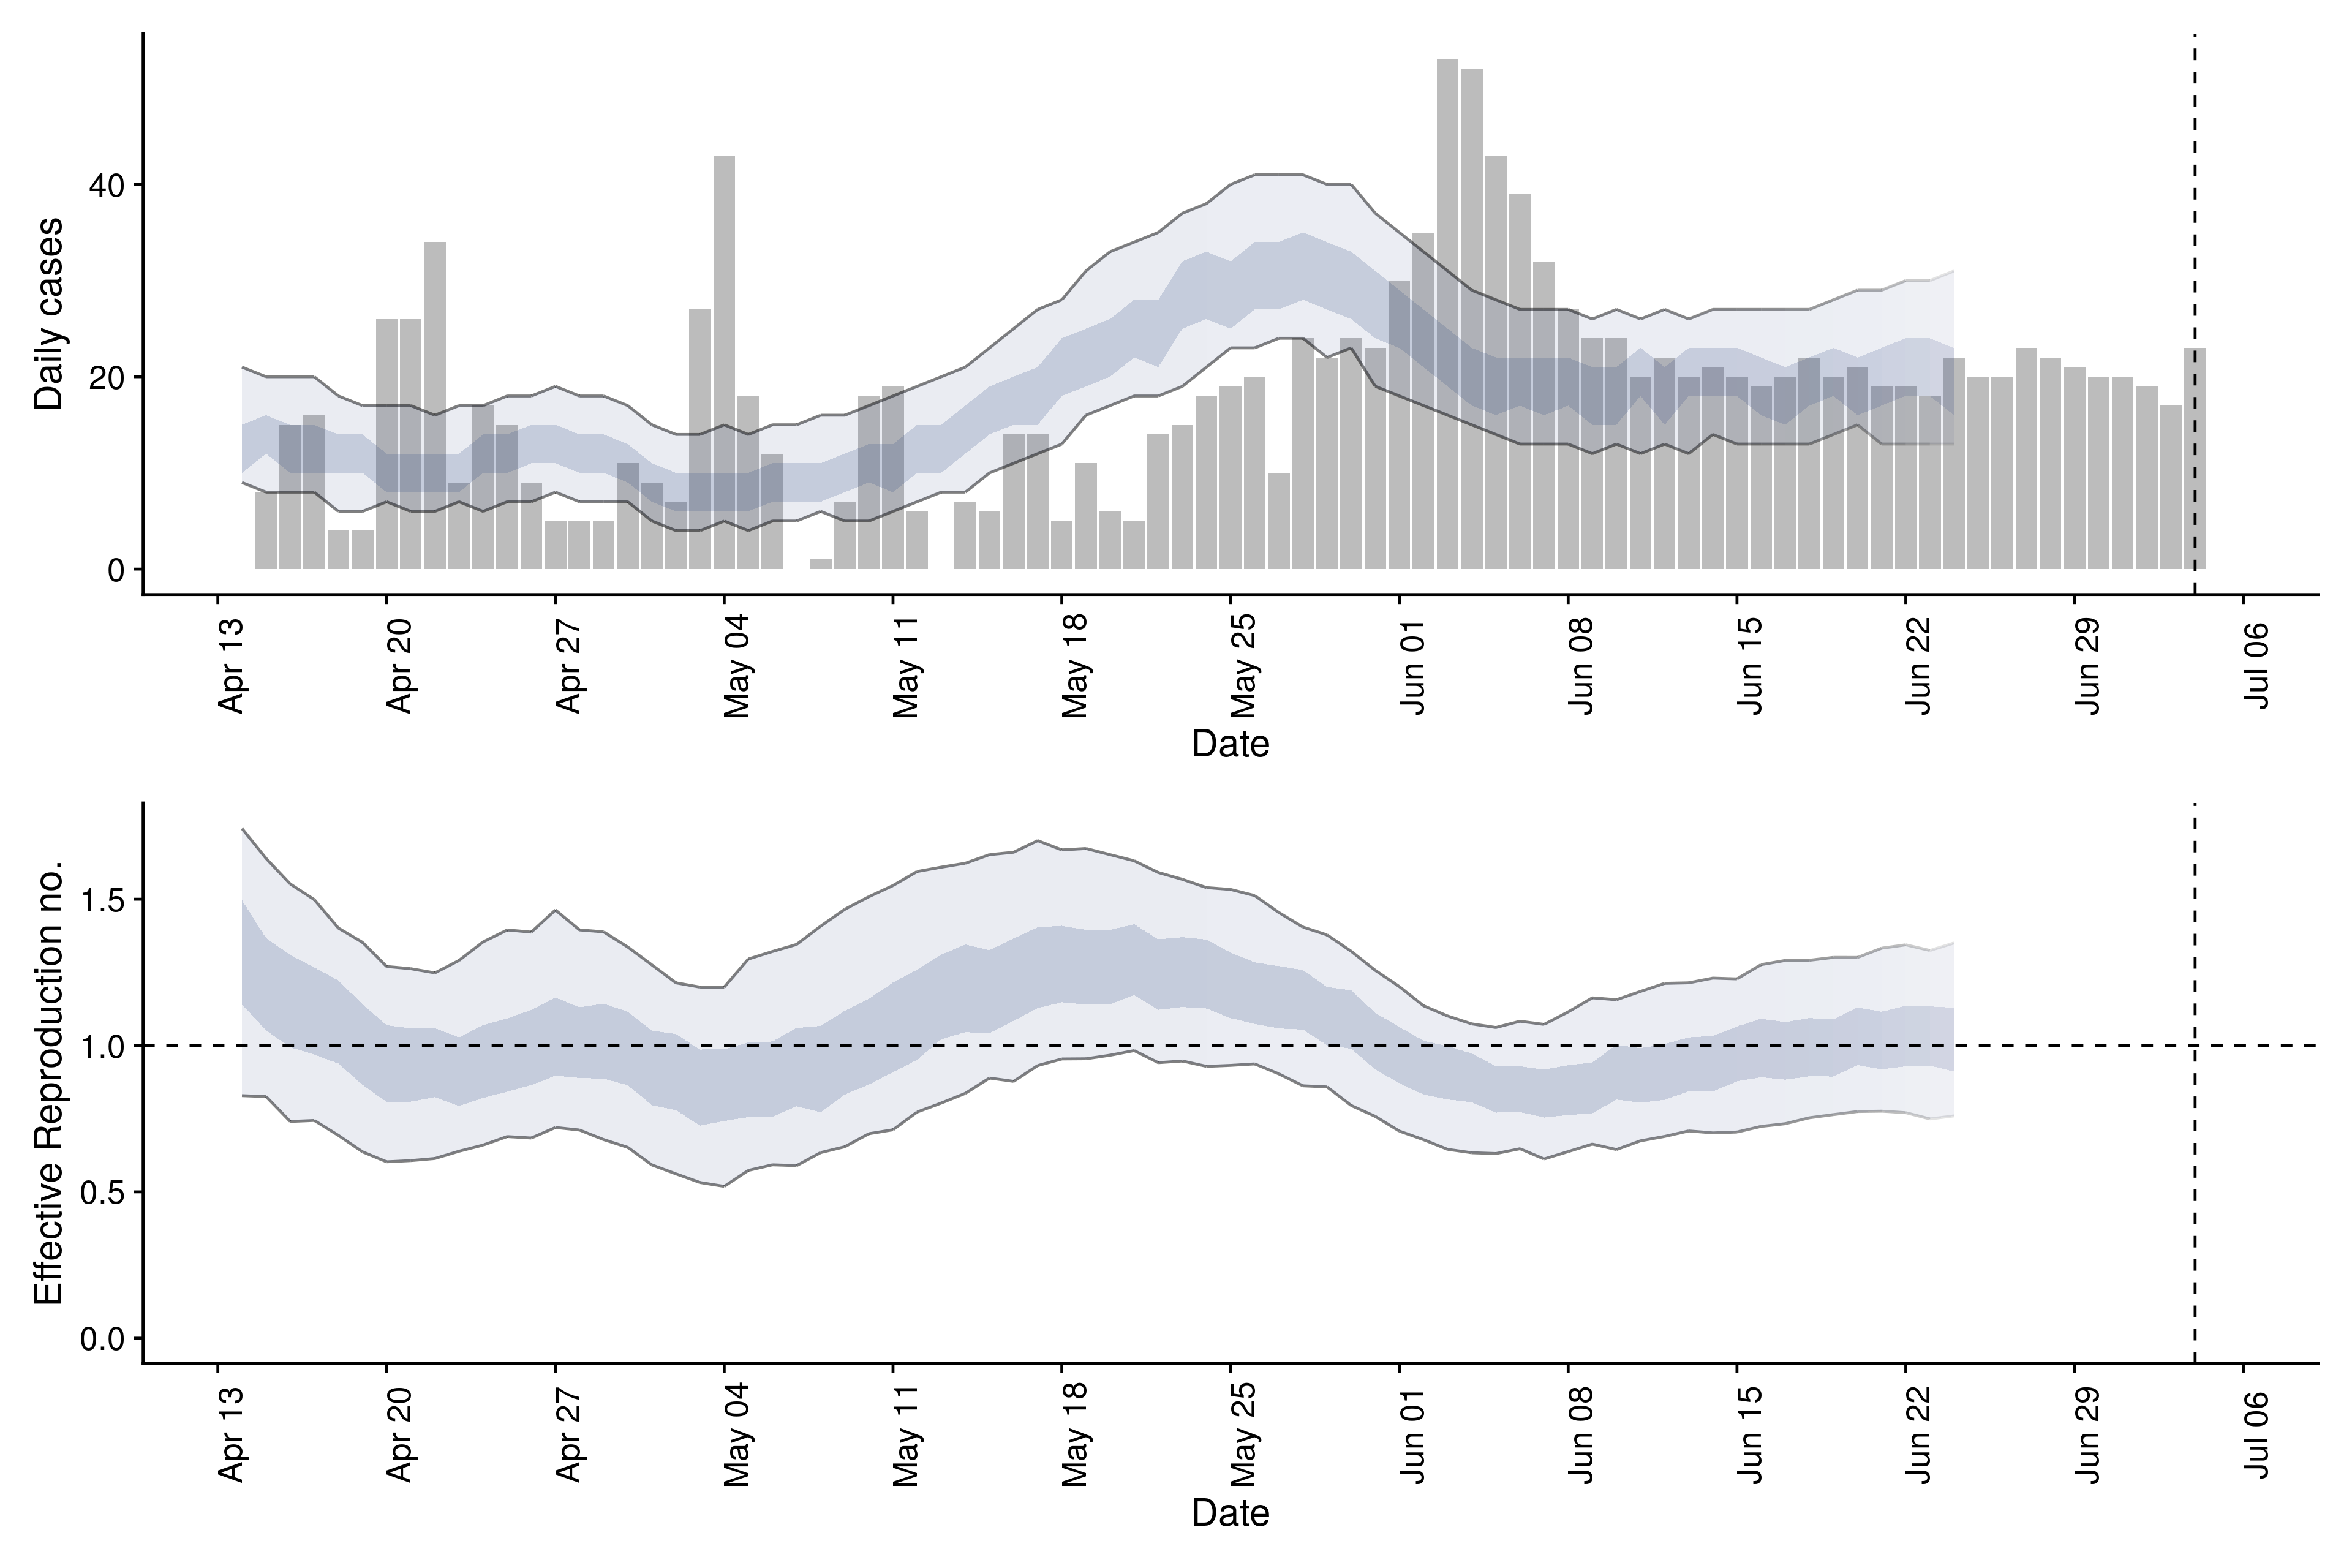 Daily cases
40
20
0
Apr 13
Apr 20
Apr 27
May 04
May 11
May 18
May 25
Jun 01
Jun 08
Jun 15
Jun 22
Jun 29
Jul 06
Date
Effective Reproduction no.
1.5
1.0
0.5
0.0
Apr 13
Apr 20
Apr 27
May 04
May 11
May 18
May 25
Jun 01
Jun 08
Jun 15
Jun 22
Jun 29
Jul 06
Date